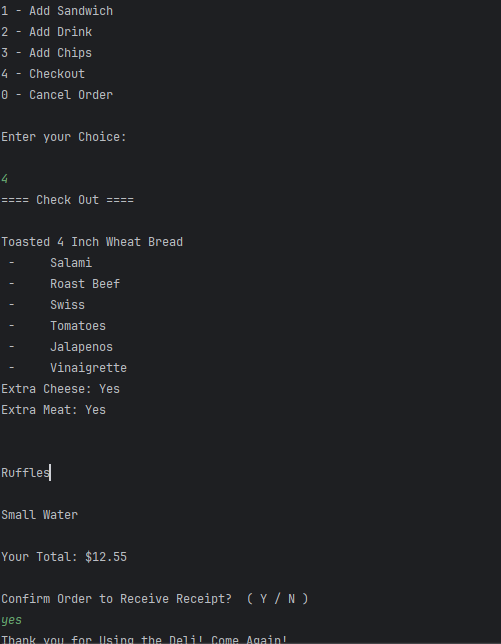 1 - Add Sandwich
2 - Add Drink
3 - Add Chips
4 - Checkout
0 - Cancel Order
Enter your Choice:
4
==== Check Out ====
Toasted 4 Inch Wheat Bread
-     Salami
-     Roast Beef
-     Swiss
-     Tomatoes
-     Jalapenos
-     Vinaigrette
Extra Cheese: Yes
Extra Meat: Yes
Ruffles
Small Water
Your Total: $12.55
Confirm Order to Receive Receipt?  ( Y / N )
yes
Thank you for Using the Deli! Come Again!